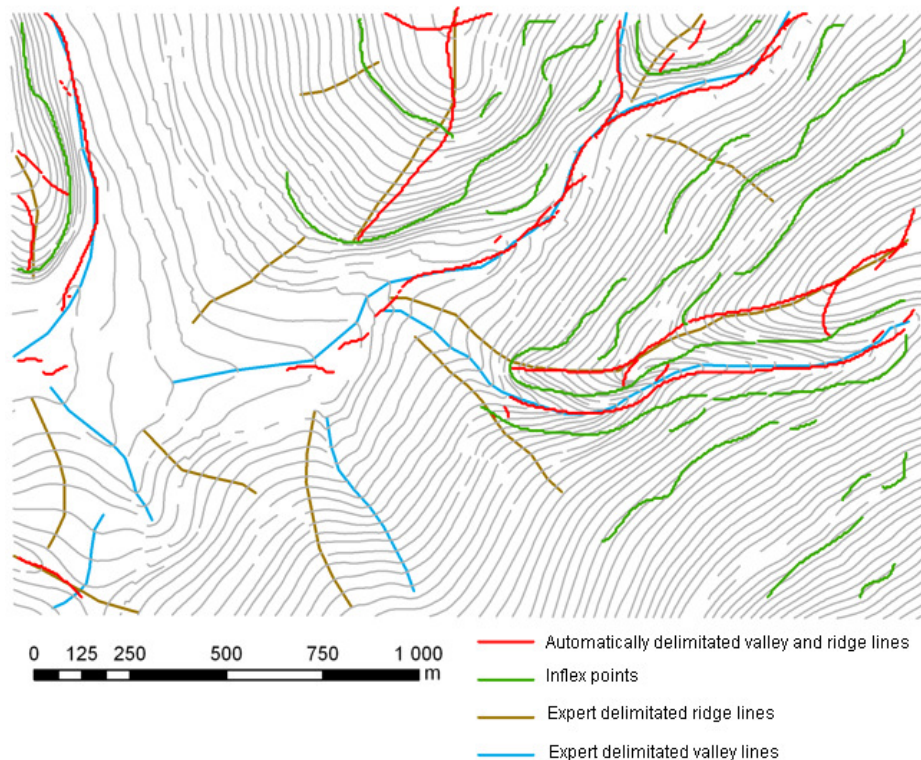 0 125 250 500 750 1 000
m
Automatically delimitated valley and ridge lines
Inflex points
Expert delimitated ridge lines
Expert delimitated valley lines